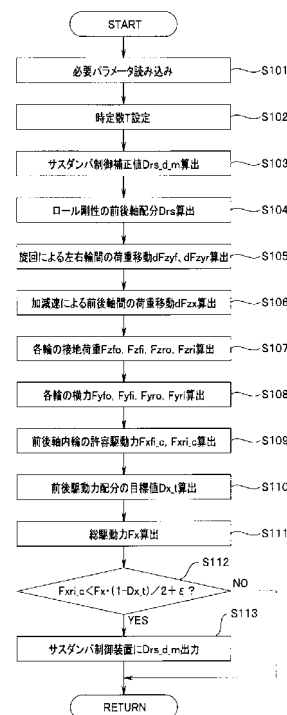 START
必要パラメータ読み込み
S101
時定数T設定
S102
サスダンパ制御補正値Drs_d_m算出
S103
ロール剛性の前後軸配分Drs算出
S104
旋回による左右輪間の荷重移動dFzyf、dFzyr算出
S105
加減速による前後軸間の荷重移動dFzx算出
S106
各輪の接地荷重Fzfo、Fzfi、Fzro、Fzri算出
S107
各輪の横力Fyfo、Fyfi、Fyro、Fyri算出
S108
前後軸内輪の許容駆動力Fxfi_c、Fxri_c算出
S109
前後駆動力配分の目標値Dx_t算出
S110
総駆動力Fx算出
S111
S112
Fxri_c<Fx・(1-Dx_t)/2+ε?
NO
YES
S113
サスダンパ制御装置にDrs_d_m出力
RETURN